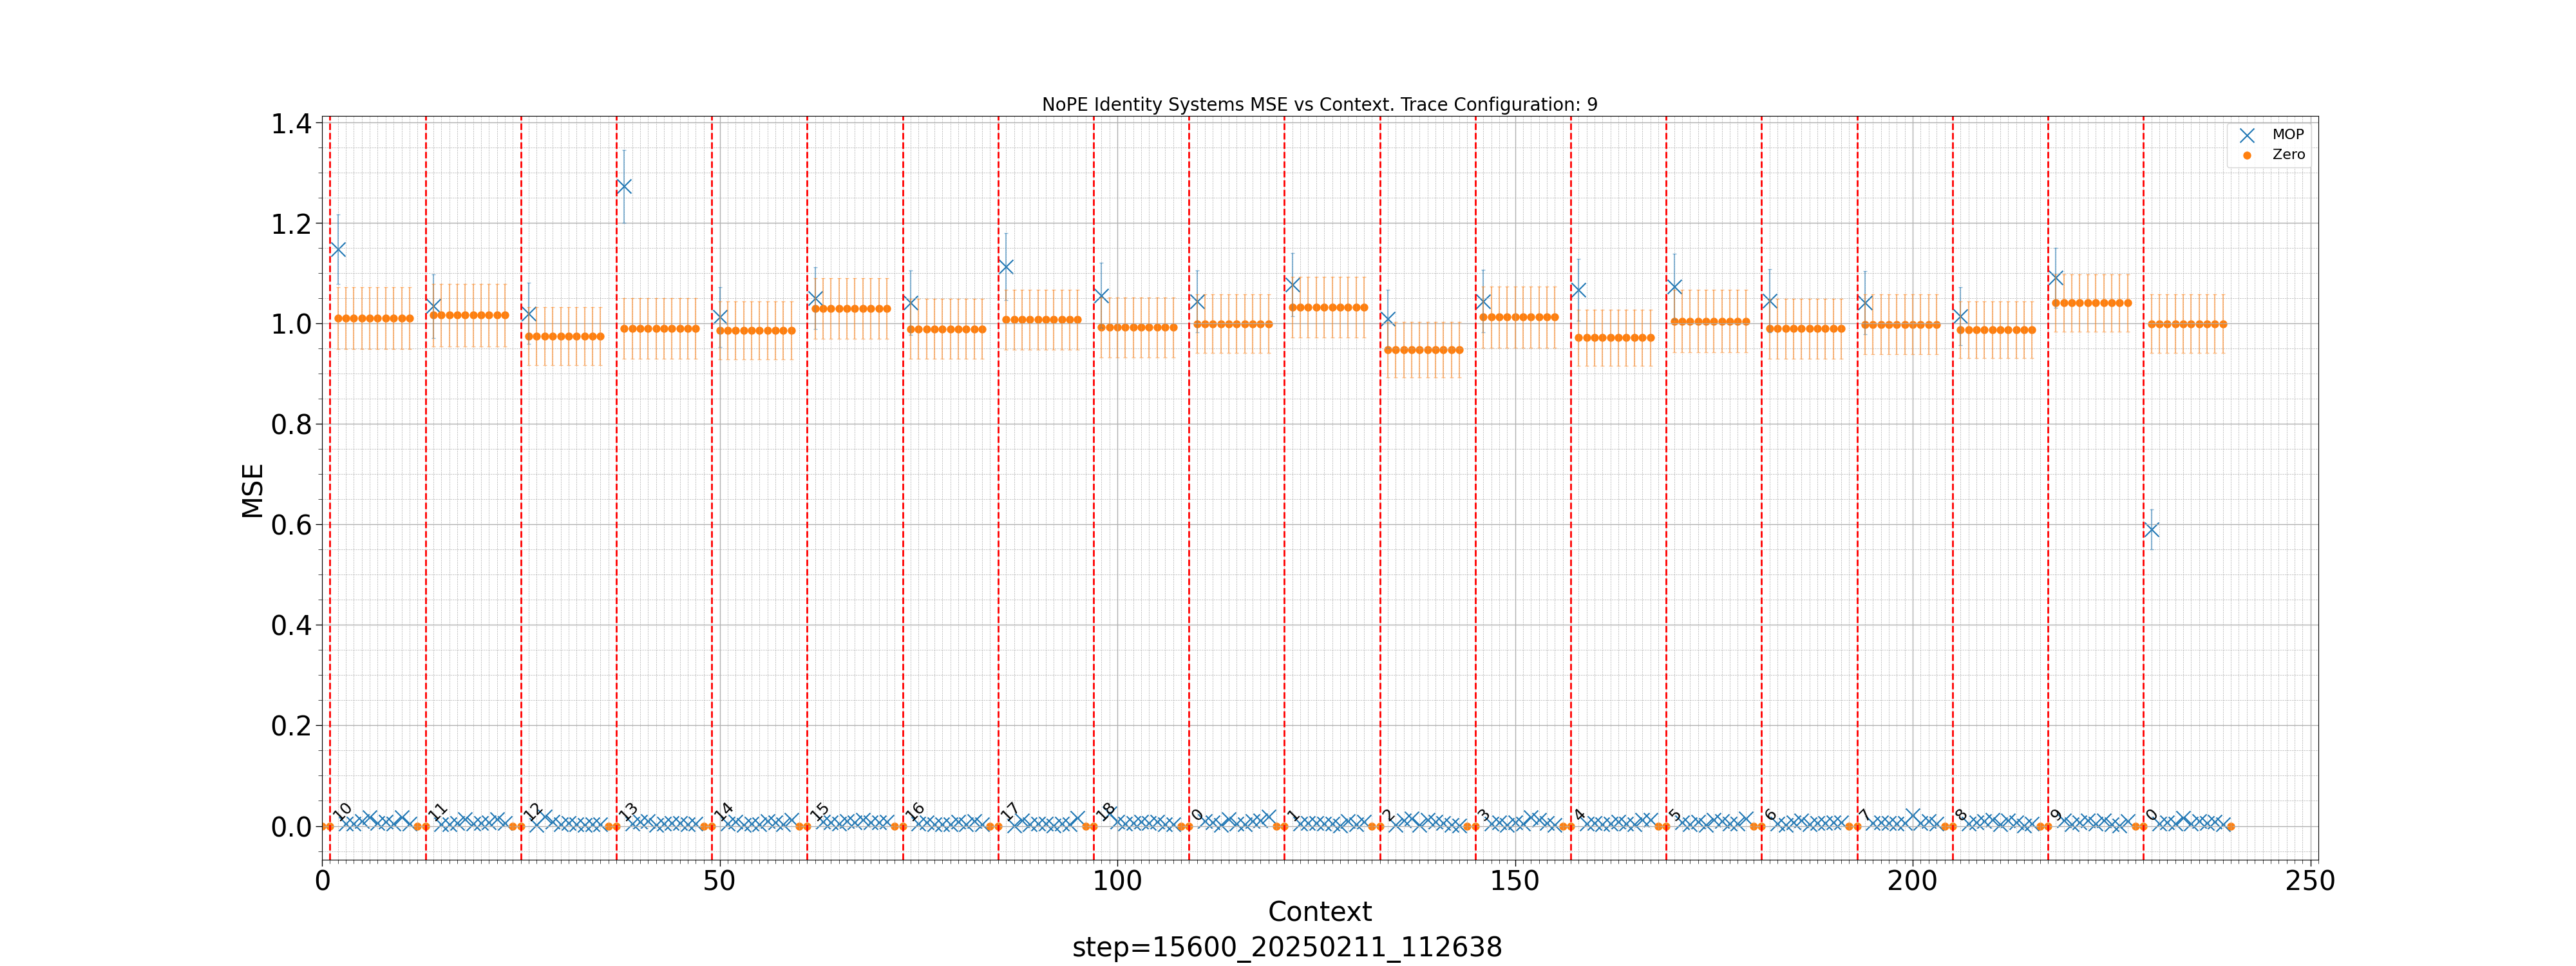 NoPE Identity Systems MSE vs Context. Trace Configuration: 9
MOP
Zero
1.4
1.2
1.0
0.8
0.6
0.4
0.2
0.0
MSE
10 11 12 13 14 15 16 17 18 0 1 2 3 4 5 6 7 8 9 0
0 50 100 150 200 250
Context
step=15600_20250211_112638